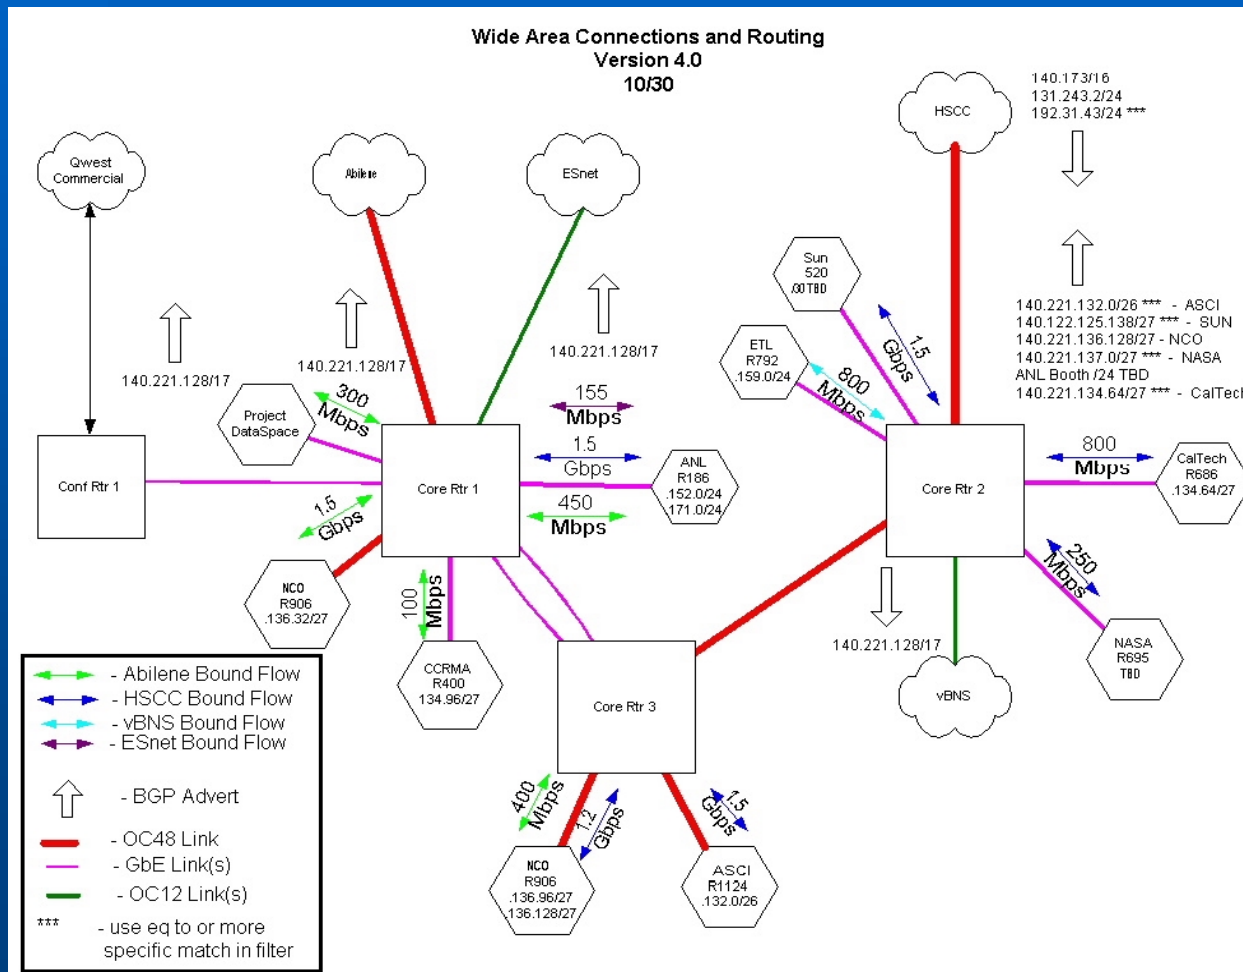 Wide Area Connections and Routing
Version 4.0
10/30
HSCC
140.173/16
131.243.2/24
192.31.43/24 ***
Qwest
Commercial
Abilene
ESnet
Sun
520
/30 TBD
140.221.132.0/26 *** - ASCI
140.122.125.138/27 *** - SUN
140.221.136.128/27 - NCO
140.221.137.0/27 *** - NASA
ANL Booth /24 TBD
140.221.134.64/27 *** - CalTech
140.221.128/17
140.221.128/17
140.221.128/17
ETL
R792
.159.0/24
1.5
Gbps
800
Mbps
Project
DataSpace
300
Mbps
155
Mbps
1.5
Gbps
450
Mbps
ANL
R186
.152.0/24
.171.0/24
Conf Rtr 1
Core Rtr 1
Core Rtr 2
800
Mbps
CalTech
R686
.134.64/27
1.5
Gbps
NCO
R906
.136.32/27
100
Mbps
CCRMA
R400
134.96/27
250
Mbps
NASA
R695
TBD
140.221.128/17
vBNS
Core Rtr 3
400
Mbps
1.2
Gbps
1.5
Gbps
NCO
R906
.136.96/27
.136.128/27
ASCI
R1124
.132.0/26
- Abilene Bound Flow
- HSCC Bound Flow
- vBNS Bound Flow
- ESnet Bound Flow
- BGP Advert
- OC48 Link
- GbE Link(s)
- OC12 Link(s)
*** - use eq to or more
specific match in filter